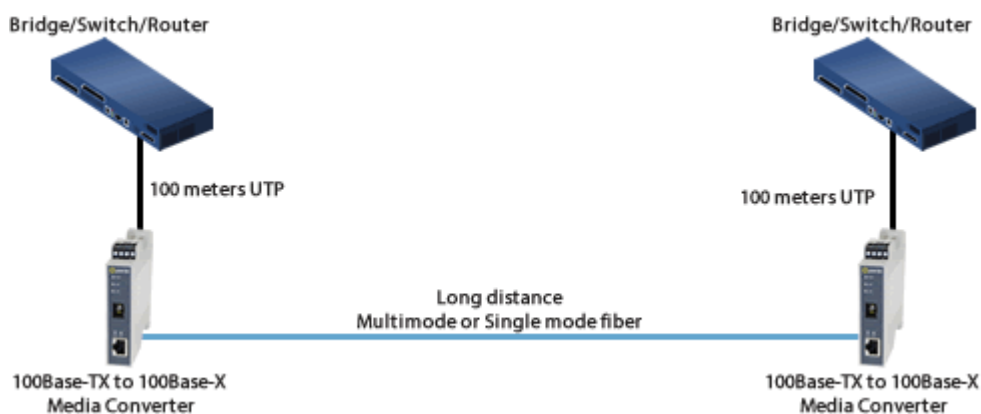 Bridge/Switch/Router
Bridge/Switch/Router
100 meters UTP
100 meters UTP
Long distance
Multimode or Single mode fiber
100Base-TX to 100Base-X
Media Converter
100Base-TX to 100Base-X
Media Converter